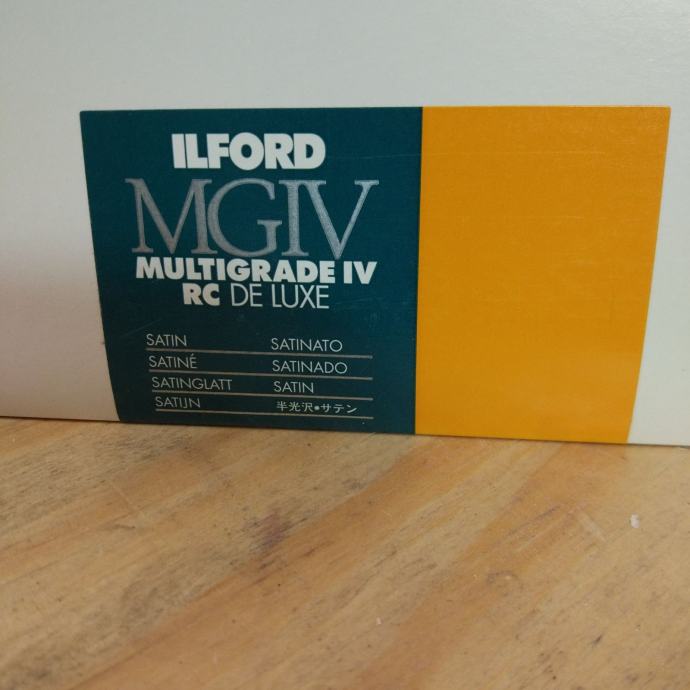 ILFORD
MGIV
MULTIGRADE IV
RC DE LUXE
SATIN SATINATO
SATINÉ SATINADO
SATINGLATT SATIN
SATIJN 半光沢•サテン